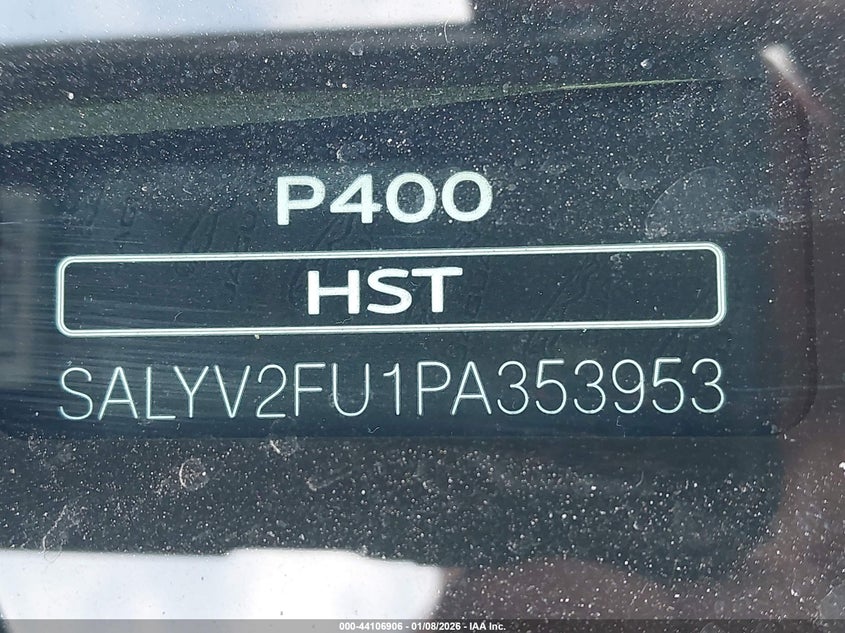 P400
HST
SALYV2FU1PA353953
000-44106906 - 01/08/2026 - IAA Inc.